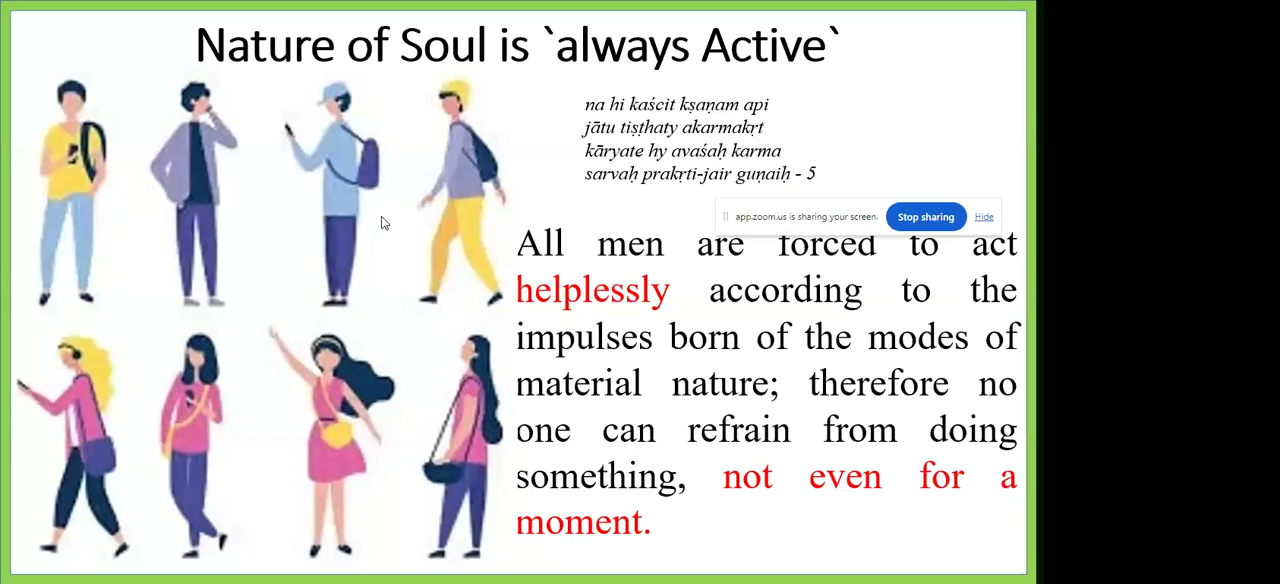 Nature of Soul is `always Active`
na hi kaścit kṣaṇam api
jātu tiṣṭhaty akarmakṛt
kāryate hy avaśaḥ karma
sarvaḥ prakṛti-jair guṇaiḥ - 5
app.zoom.us is sharing your screen.
Stop sharing
Hide
All men are forced to act
helplessly according to the
impulses born of the modes of
material nature; therefore no
one can refrain from doing
something, not even for a
moment.